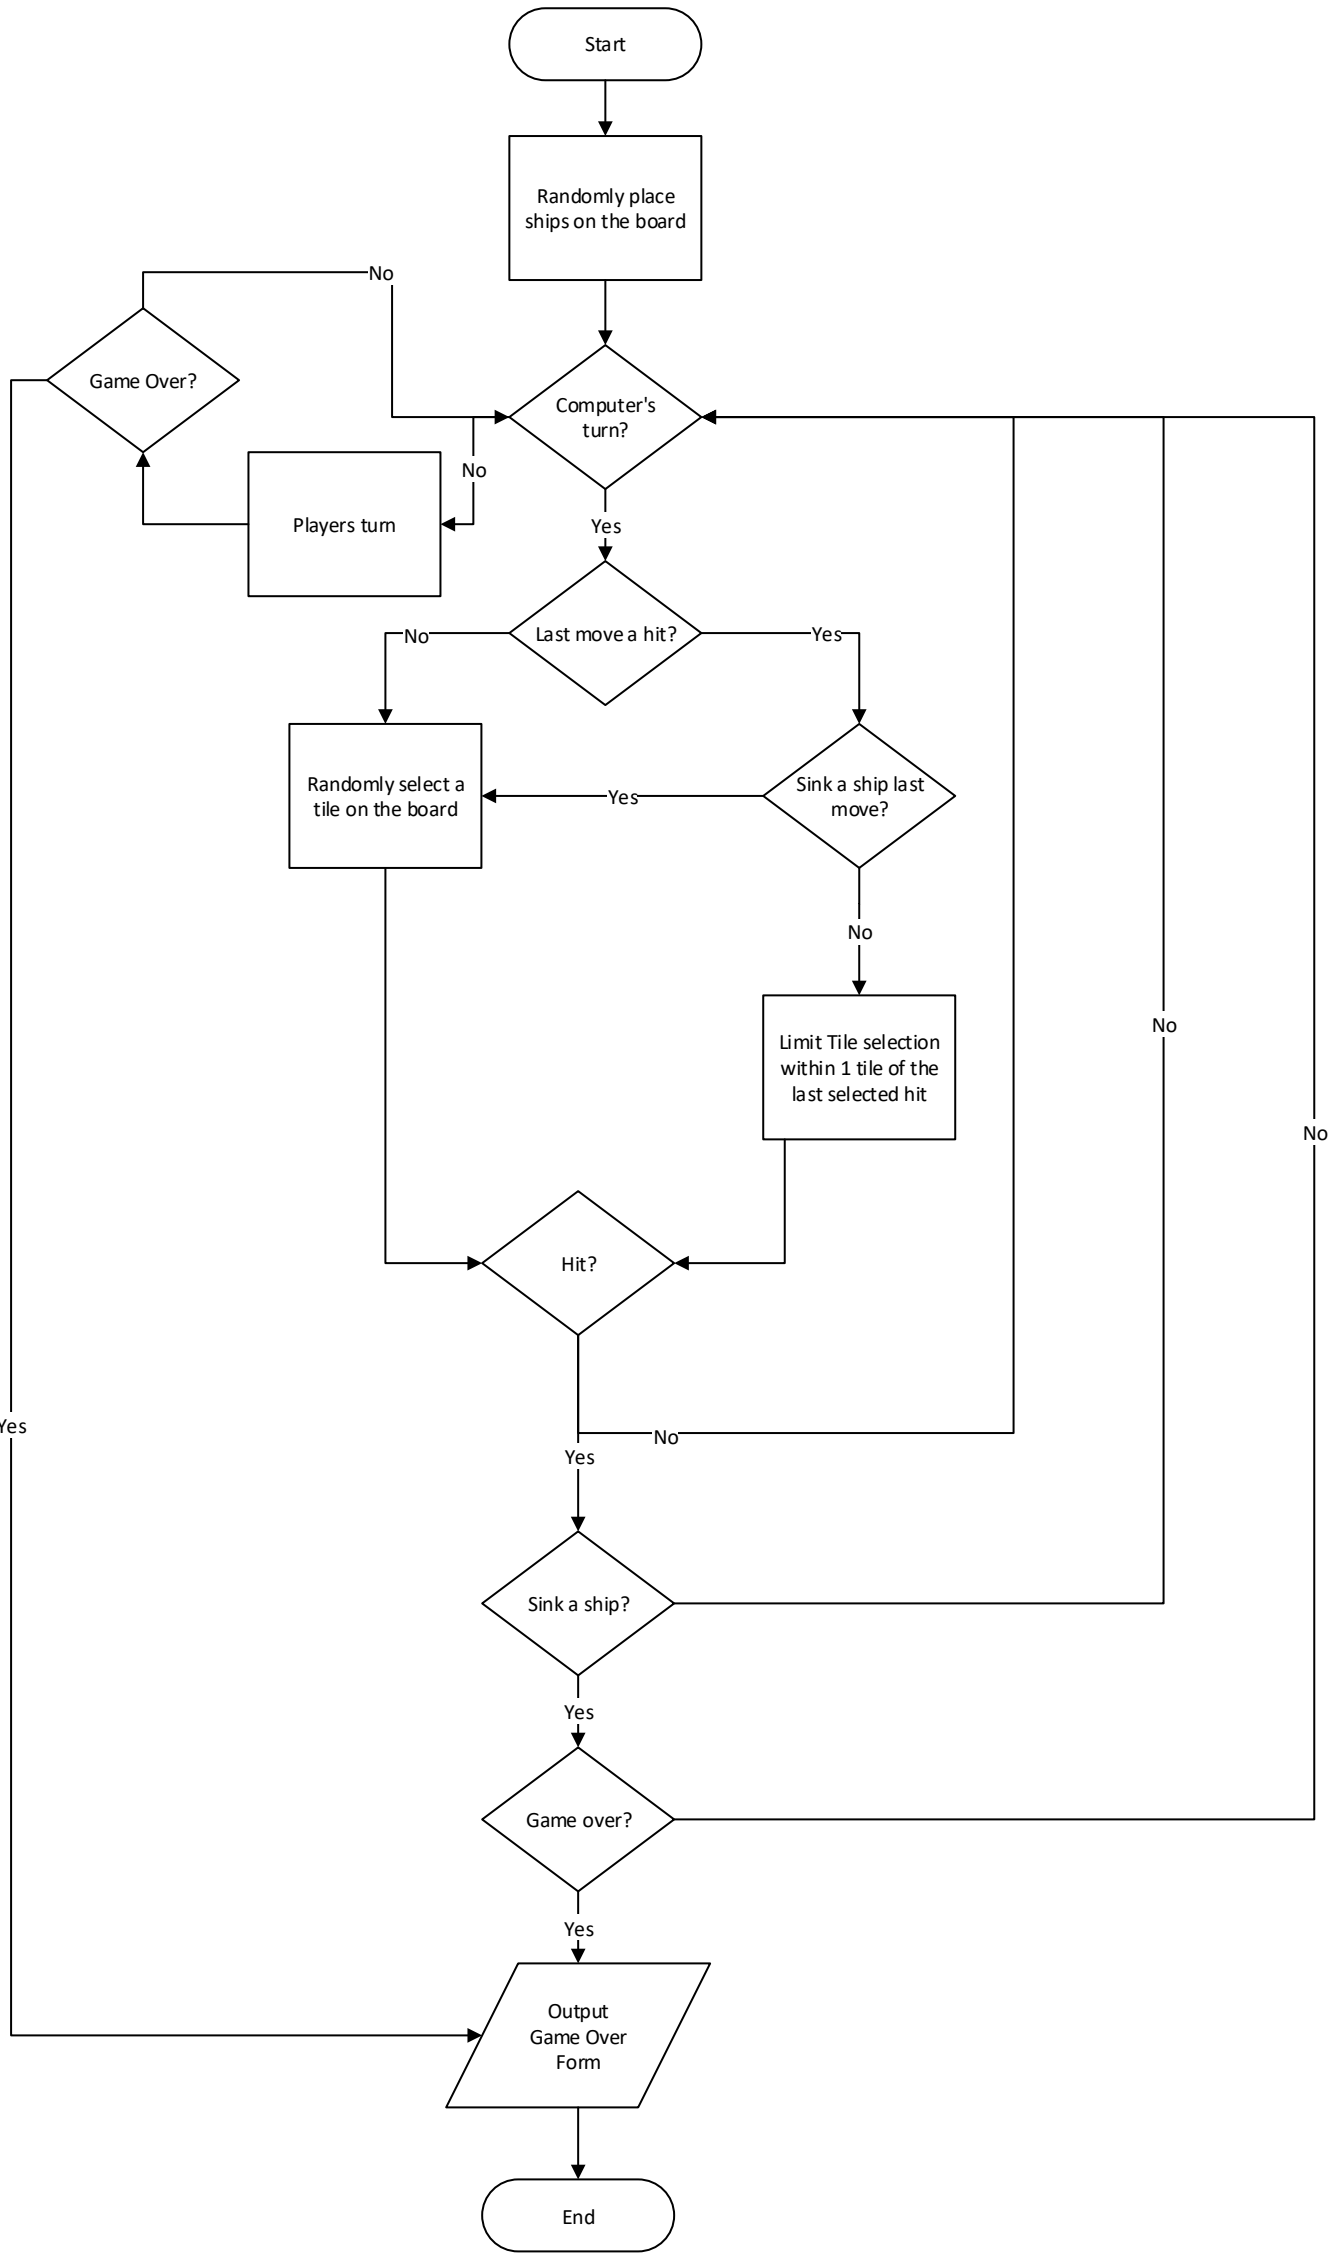 Start
Randomly place
ships on the board
No
Game Over?
Computer's
turn?
No
Players turn
Yes
Last move a hit?
No
Yes
Randomly select a
tile on the board
Yes
Sink a ship last
move?
No
No
Limit Tile selection
within 1 tile of the
last selected hit
No
Hit?
Yes
No
Yes
Sink a ship?
Yes
Game over?
Yes
Output
Game Over
Form
End